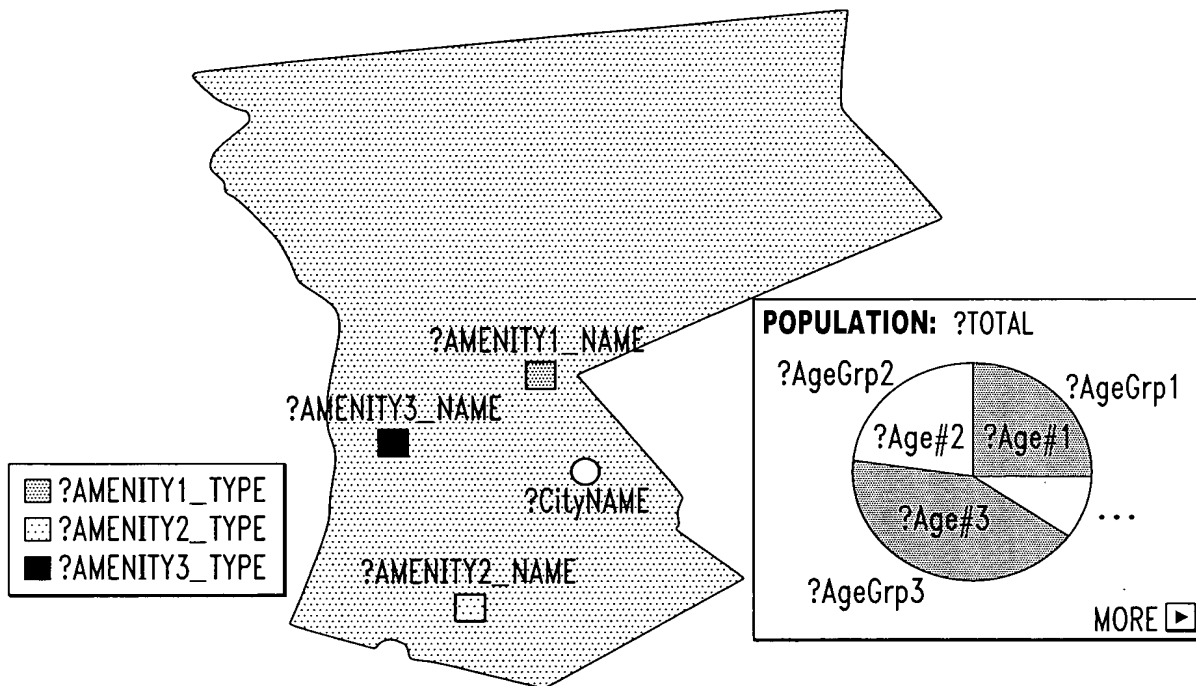 ?AMENITY1_NAME
?AMENITY3_NAME
?CityNAME
?AMENITY2_NAME
?AMENITY1_TYPE
?AMENITY2_TYPE
?AMENITY3_TYPE
POPULATION: ?TOTAL
?AgeGrp2
?AgeGrp1
?Age#2
?Age#1
?Age#3
...
?AgeGrp3
MORE